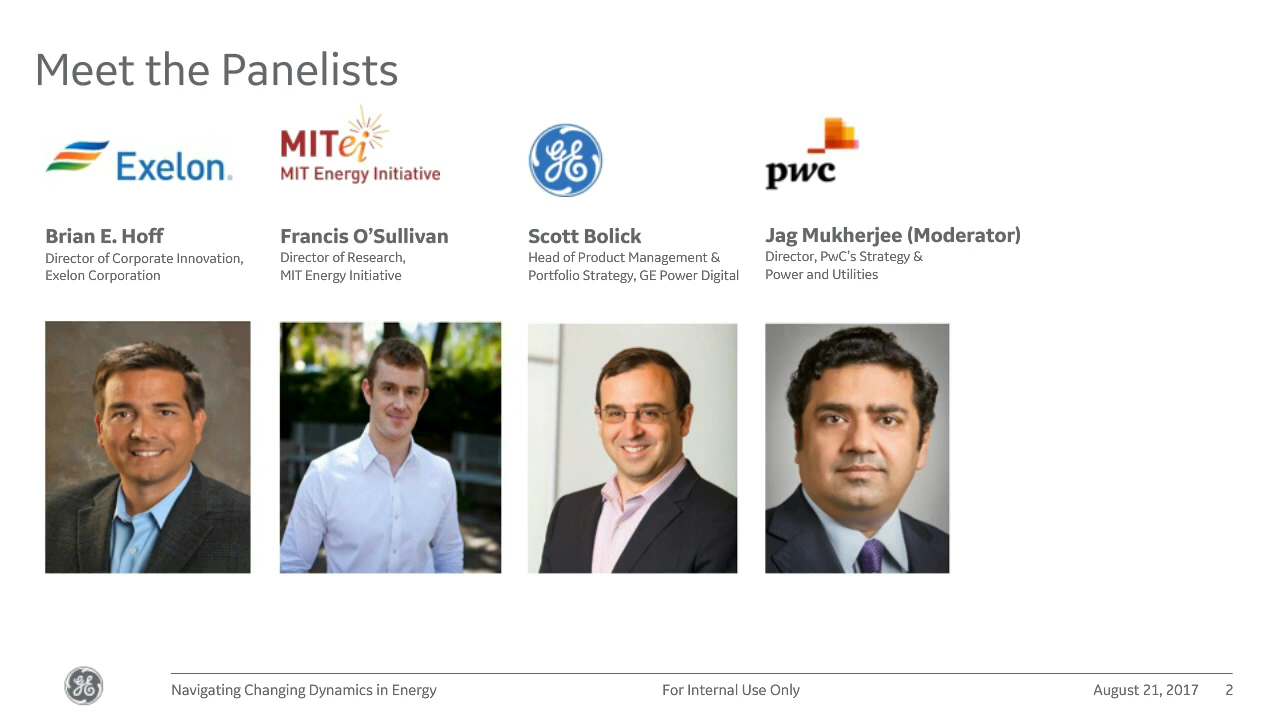 Meet the Panelists
Exelon.
MITei
MIT Energy Initiative
GE
pwc
Brian E. Hoff
Director of Corporate Innovation,
Exelon Corporation
Francis O’Sullivan
Director of Research,
MIT Energy Initiative
Scott Bolick
Head of Product Management &
Portfolio Strategy, GE Power Digital
Jag Mukherjee (Moderator)
Director, PwC’s Strategy &
Power and Utilities
GE
Navigating Changing Dynamics in Energy
For Internal Use Only
August 21, 2017
2